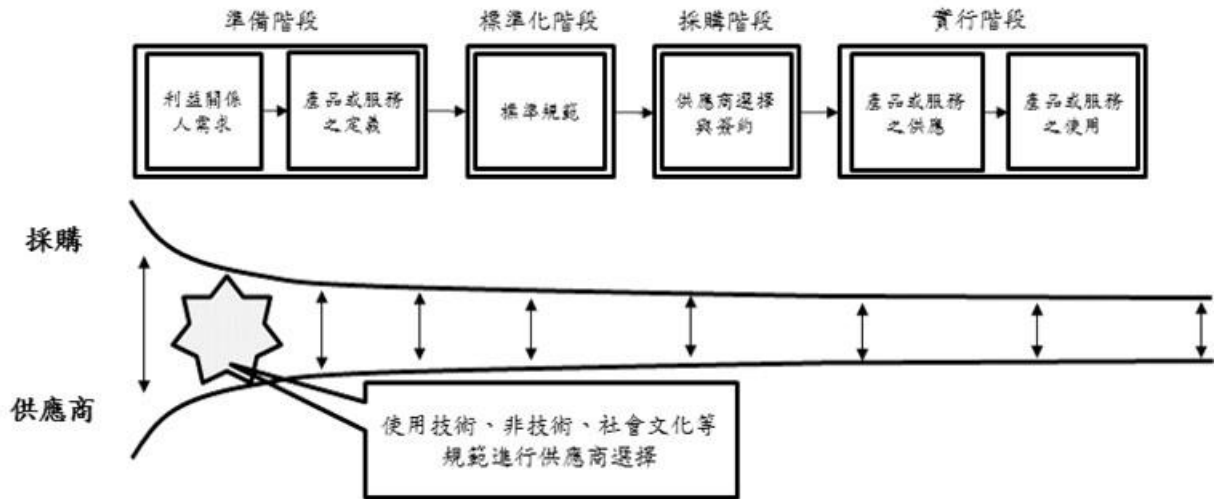 準備階段
標準化階段
採購階段
實行階段
利益關係
人需求
產品或服務
之定義
標準規範
供應商選擇
與簽約
產品或服務
之供應
產品或服務
之使用
採購
供應商
使用技術、非技術、社會文化等
規範進行供應商選擇